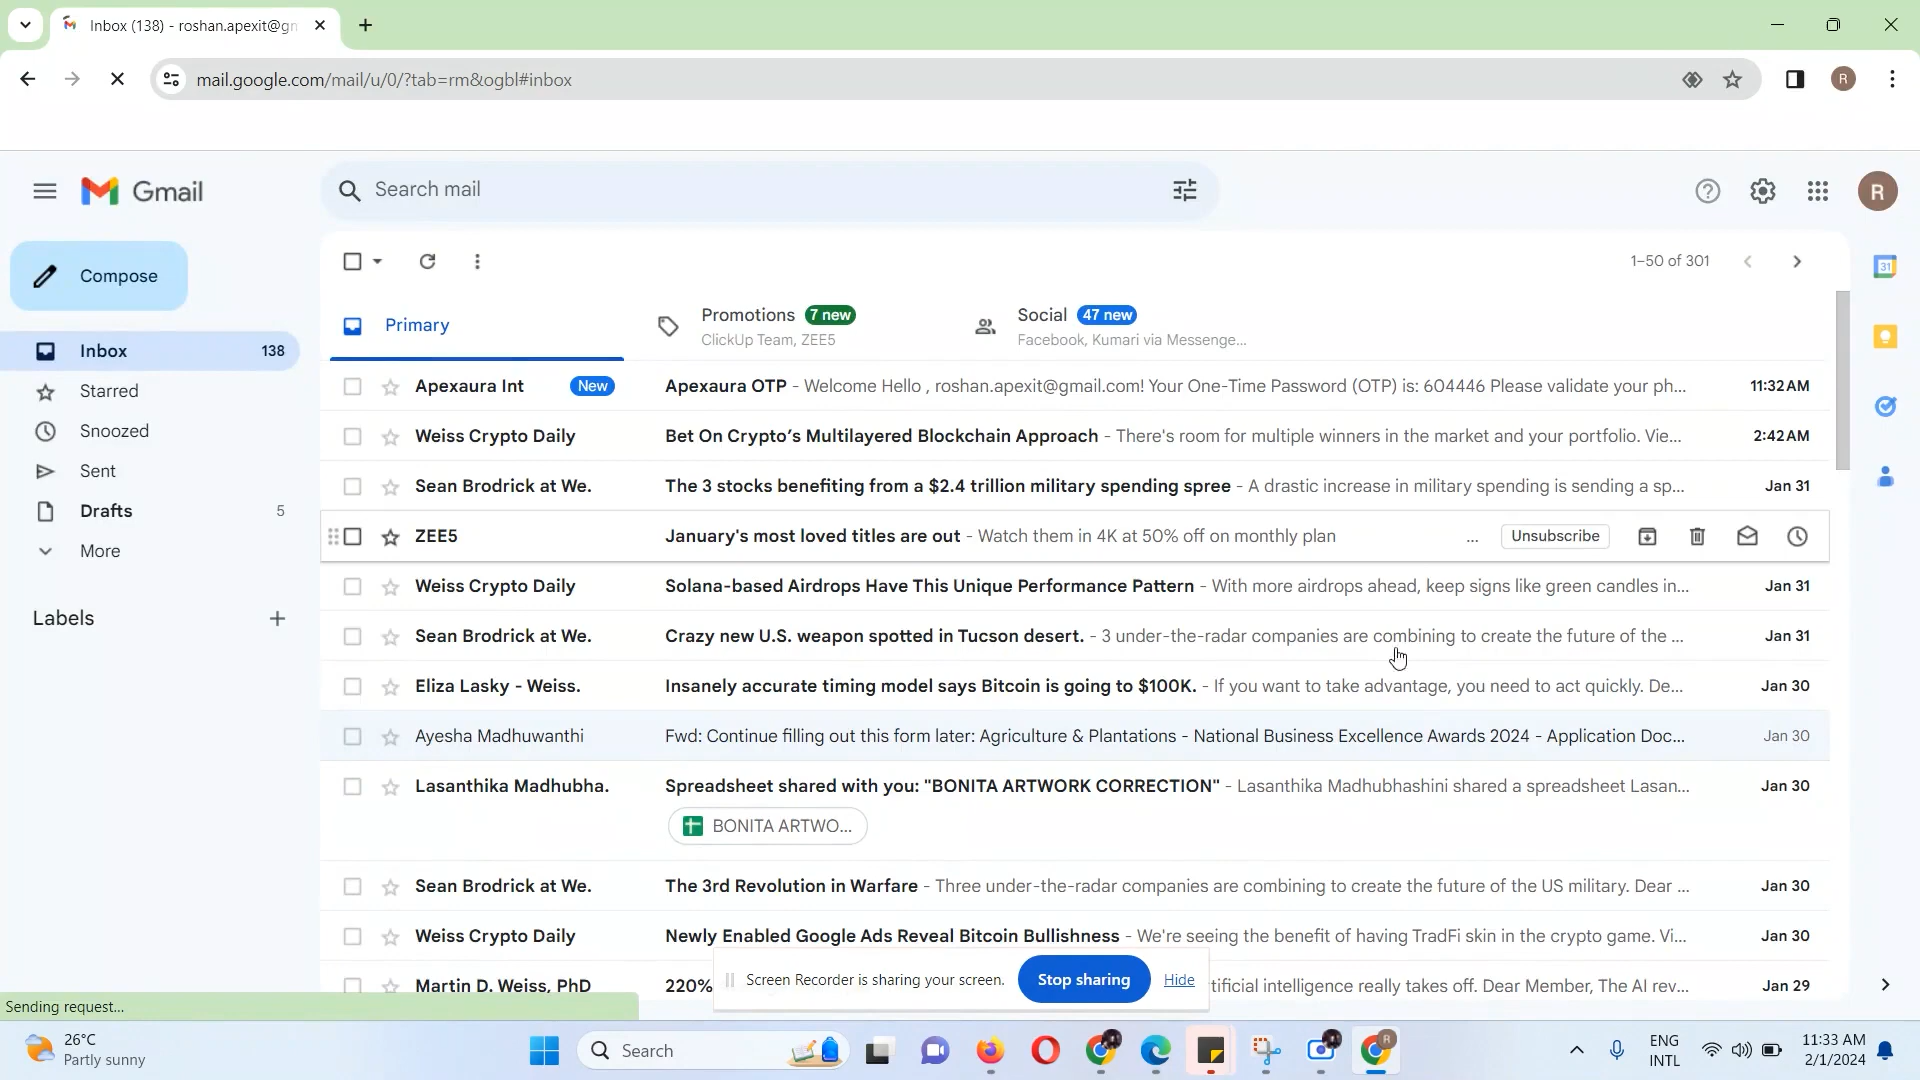 Inbox (138) - roshan.apexit@gn
mail.google.com/mail/u/0/?tab=rm&ogbl#inbox
R
Gmail
Search mail
R
Compose
1–50 of 301
Primary
Promotions 7 new
ClickUp Team, ZEE5
Social 47 new
Facebook, Kumari via Messenge...
Inbox 138
Starred
Snoozed
Sent
Drafts 5
More
Labels
31
Apexaura Int New Apexaura OTP - Welcome Hello , roshan.apexit@gmail.com! Your One-Time Password (OTP) is: 604446 Please validate your ph... 11:32 AM
Weiss Crypto Daily Bet On Crypto’s Multilayered Blockchain Approach - There's room for multiple winners in the market and your portfolio. Vie... 2:42 AM
Sean Brodrick at We. The 3 stocks benefiting from a $2.4 trillion military spending spree - A drastic increase in military spending is sending a sp... Jan 31
ZEE5 January's most loved titles are out - Watch them in 4K at 50% off on monthly plan ... Unsubscribe
Weiss Crypto Daily Solana-based Airdrops Have This Unique Performance Pattern - With more airdrops ahead, keep signs like green candles in... Jan 31
Sean Brodrick at We. Crazy new U.S. weapon spotted in Tucson desert. - 3 under-the-radar companies are combining to create the future of the ... Jan 31
Eliza Lasky - Weiss. Insanely accurate timing model says Bitcoin is going to $100K. - If you want to take advantage, you need to act quickly. De... Jan 30
Ayesha Madhuwanthi Fwd: Continue filling out this form later: Agriculture & Plantations - National Business Excellence Awards 2024 - Application Doc... Jan 30
Lasanthika Madhubha. Spreadsheet shared with you: "BONITA ARTWORK CORRECTION" - Lasanthika Madhubhashini shared a spreadsheet Lasan... Jan 30
BONITA ARTWO...
Sean Brodrick at We. The 3rd Revolution in Warfare - Three under-the-radar companies are combining to create the future of the US military. Dear ... Jan 30
Weiss Crypto Daily Newly Enabled Google Ads Reveal Bitcoin Bullishness - We're seeing the benefit of having TradFi skin in the crypto game. Vi... Jan 30
Martin D. Weiss, PhD 220% tificial intelligence really takes off. Dear Member, The AI rev... Jan 29
Screen Recorder is sharing your screen. Stop sharing Hide
Sending request...
26°C
Partly sunny
Search
ENG
INTL
11:33 AM
2/1/2024